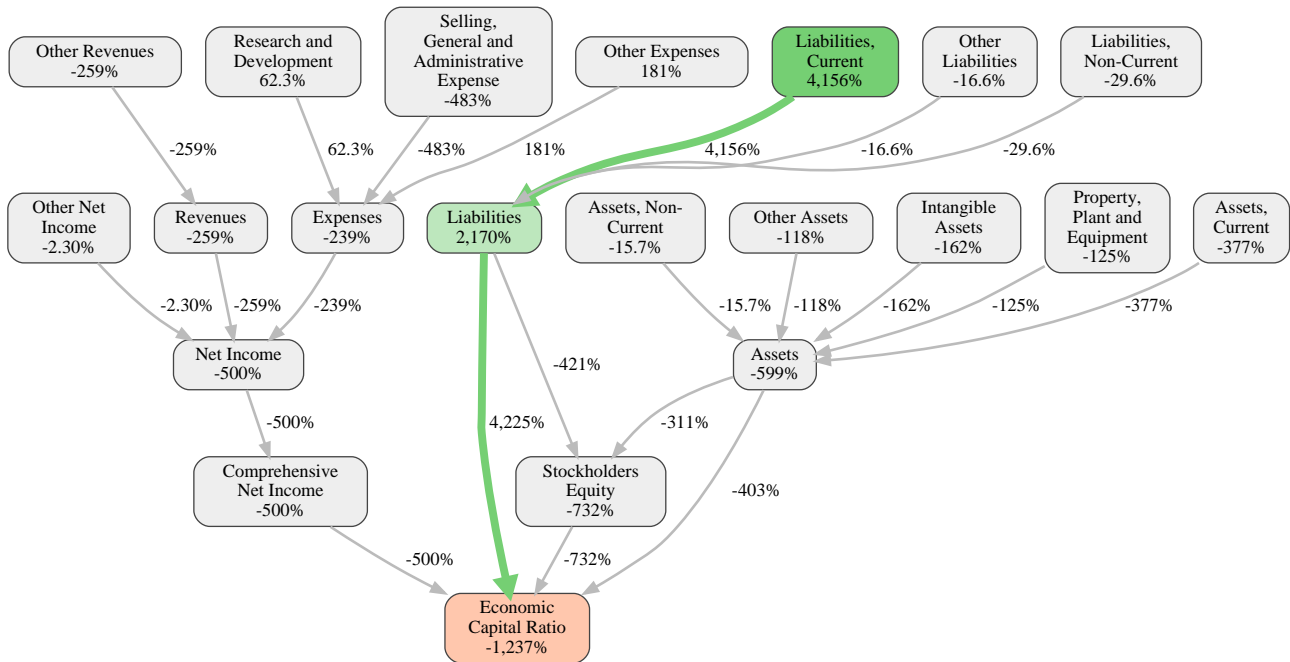 Other Revenues
-259%
Research and
Development
62.3%
Selling,
General and
Administrative
Expense
-483%
Other Expenses
181%
Liabilities,
Current
4,156%
Other
Liabilities
-16.6%
Liabilities,
Non-Current
-29.6%
-259%
62.3%
-483%
181%
4,156%
-16.6%
-29.6%
Other Net
Income
-2.30%
Revenues
-259%
Expenses
-239%
Liabilities
2,170%
Assets, Non-
Current
-15.7%
Other Assets
-118%
Intangible
Assets
-162%
Property,
Plant and
Equipment
-125%
Assets,
Current
-377%
-2.30%
-259%
-239%
-15.7%
-118%
-162%
-125%
-377%
Net Income
-500%
-421%
Assets
-599%
-500%
4,225%
-311%
Comprehensive
Net Income
-500%
Stockholders
Equity
-732%
-403%
-500%
-732%
Economic
Capital Ratio
-1,237%